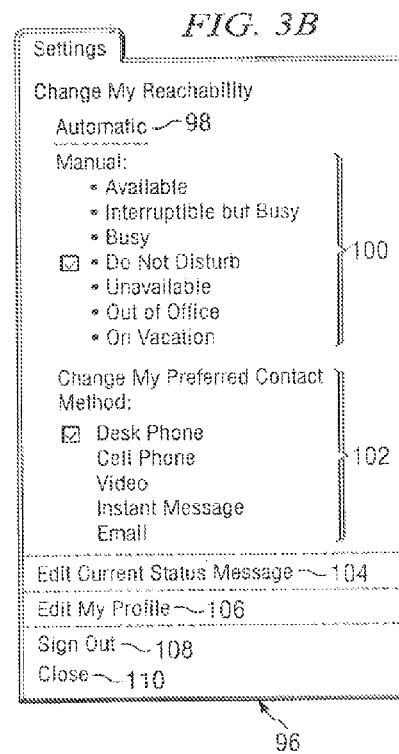 FIG. 3B
Settings
Change My Reachability
Automatic 98
Manual:
• Available
• Interruptible but Busy
• Busy
☑ • Do Not Disturb
• Unavailable
• Out of Office
• On Vacation
100
Change My Preferred Contact
Method:
☑ Desk Phone
Cell Phone
Video
Instant Message
Email
102
Edit Current Status Message 104
Edit My Profile 106
Sign Out 108
Close 110
96